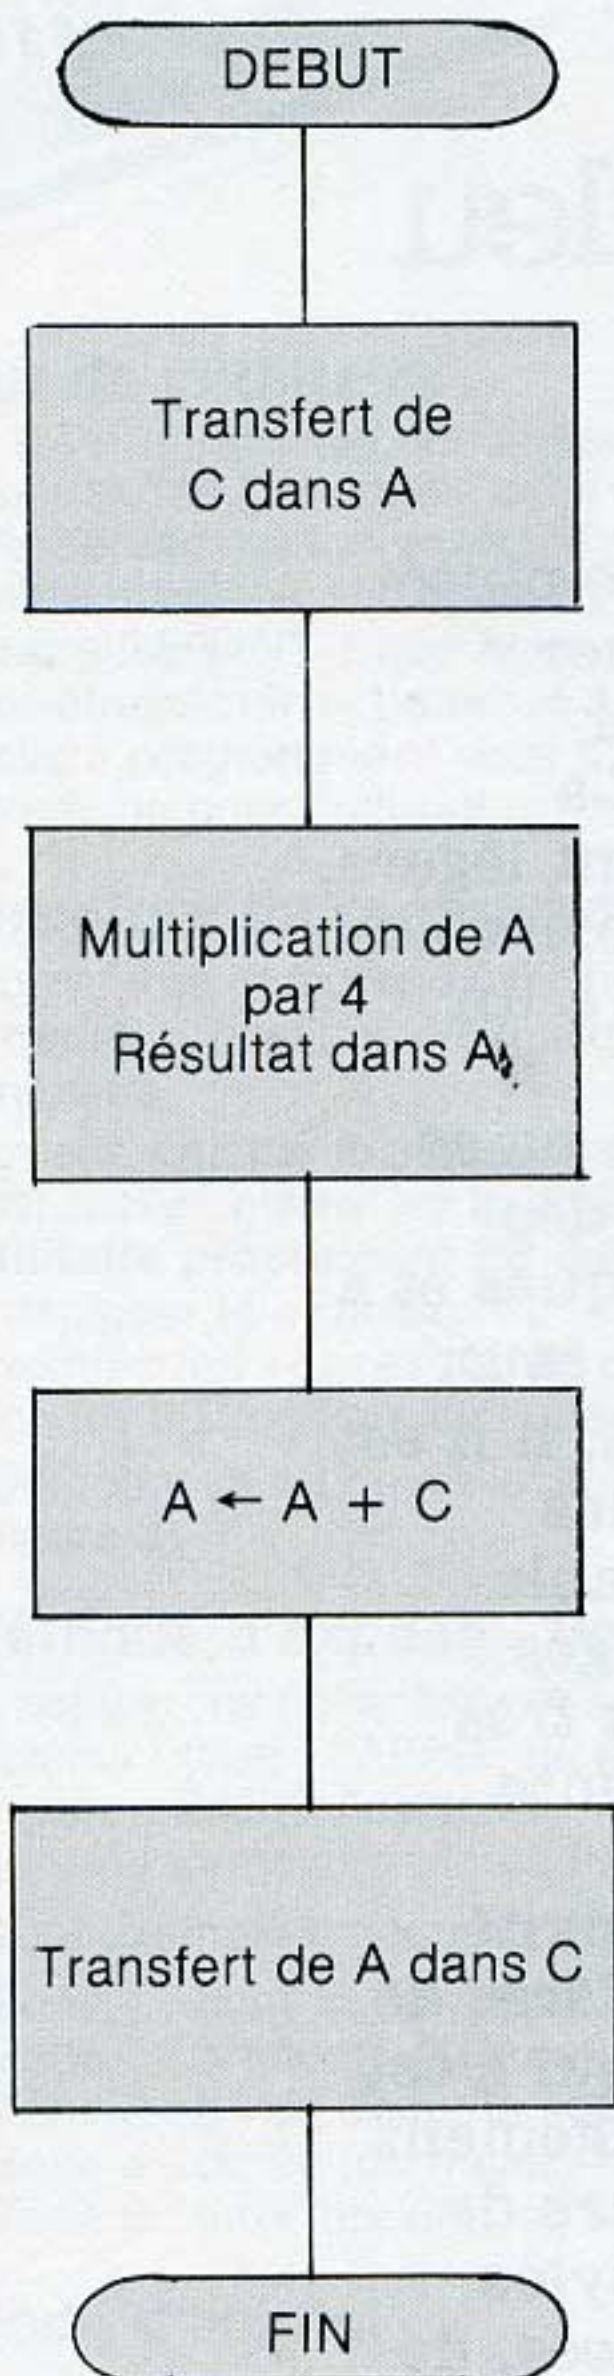 DEBUT
Transfert de
C dans A
Multiplication de A
par 4
Résultat dans A
A ← A + C
Transfert de A dans C
FIN